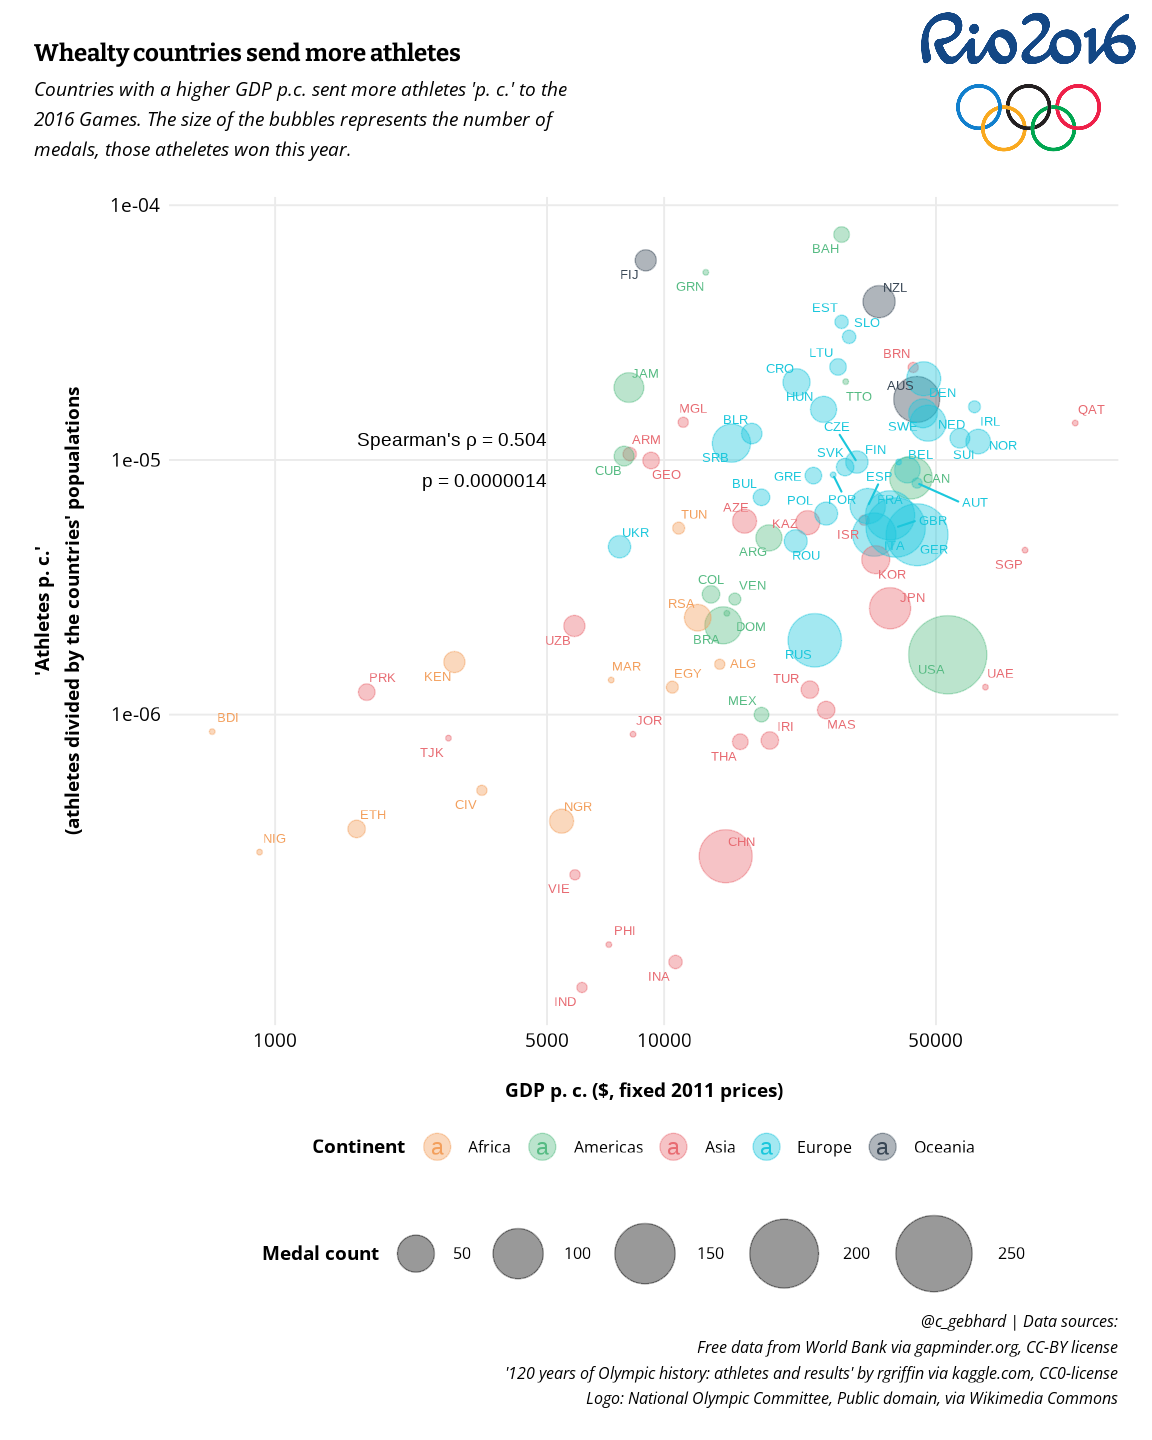 Rio2016
Whealty countries send more athletes
Countries with a higher GDP p.c. sent more athletes 'p. c.' to the
2016 Games. The size of the bubbles represents the number of
medals, those atheletes won this year.
1e-04
1e-05
1e-06
'Athletes p. c.'
(athletes divided by the countries' popualations
Spearman's ρ = 0.504
p = 0.0000014
BAH
FIJ
GRN
NZL
EST
SLO
LTU
BRN
CRO
JAM
AUS
DEN
HUN
TTO
MGL
QAT
BLR
CZE
SWE
NED
IRL
ARM
SRB
SVK
FIN
BEL
SUI
NOR
CUB
GEO
GRE
ESP
CAN
BUL
POL
POR
FRA
AUT
TUN
AZE
KAZ
ISR
GBR
UKR
ARG
ROU
ITA
GER
SGP
KOR
COL
VEN
RSA
JPN
DOM
UZB
BRA
RUS
USA
KEN
MAR
EGY
ALG
PRK
TUR
UAE
MEX
BDI
JOR
IRI
MAS
TJK
THA
CIV
NGR
ETH
NIG
CHN
VIE
PHI
INA
IND
1000 5000 10000 50000
GDP p. c. ($, fixed 2011 prices)
Continent a Africa a Americas a Asia a Europe a Oceania
Medal count 50 100 150 200 250
@c_gebhard | Data sources:
Free data from World Bank via gapminder.org, CC-BY license
'120 years of Olympic history: athletes and results' by rgriffin via kaggle.com, CC0-license
Logo: National Olympic Committee, Public domain, via Wikimedia Commons